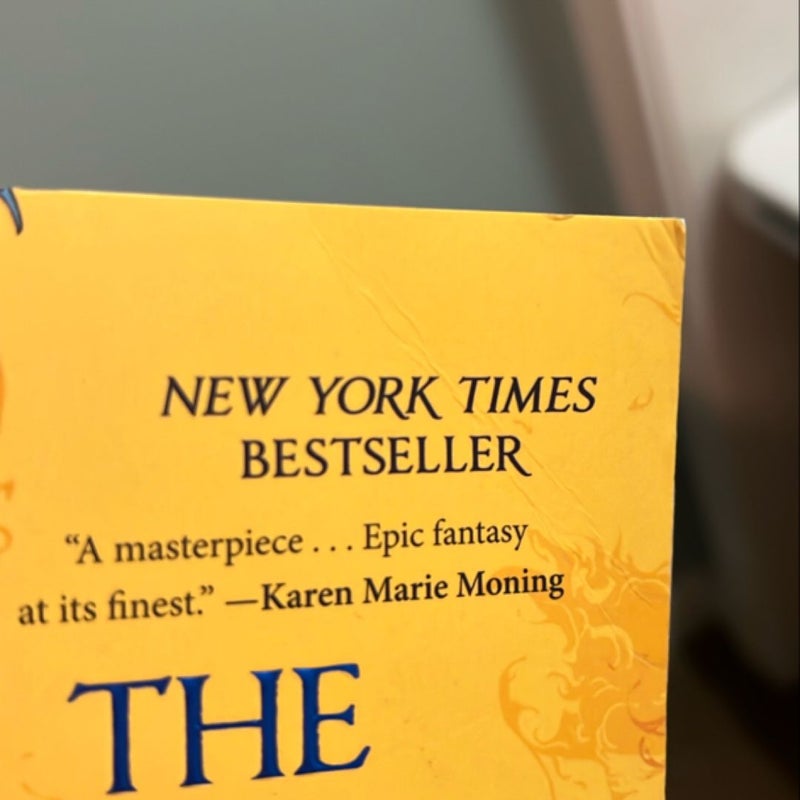 NEW YORK TIMES
BESTSELLER
“A masterpiece . . . Epic fantasy
at its finest.” —Karen Marie Moning
THE